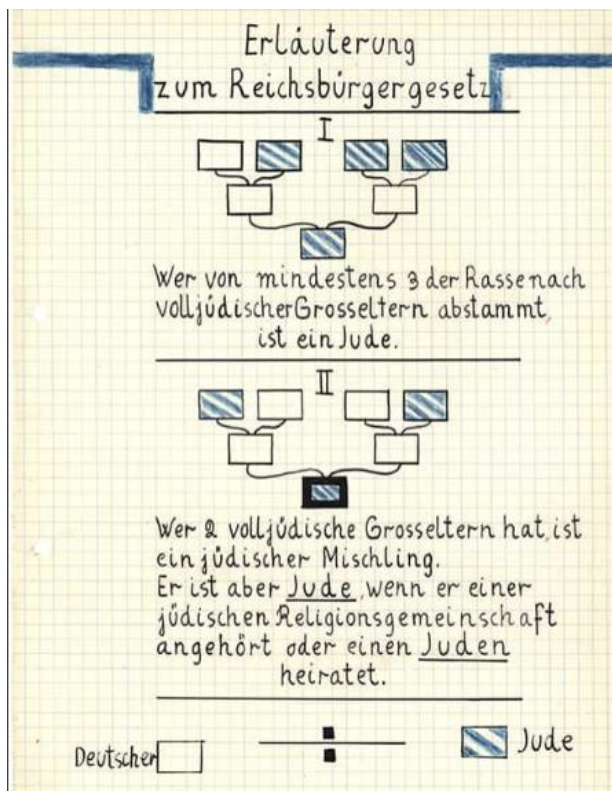 Erläuterung
zum Reichsbürgergesetz
I
Wer von mindestens 3 der Rasse nach
volljüdischer Grosseltern abstammt,
ist ein Jude.
II
Wer 2 volljüdische Grosseltern hat, ist
ein jüdischer Mischling.
Er ist aber Jude, wenn er einer
jüdischen Religionsgemeinschaft
angehört oder einen Juden
heiratet.
Deutscher
Jude